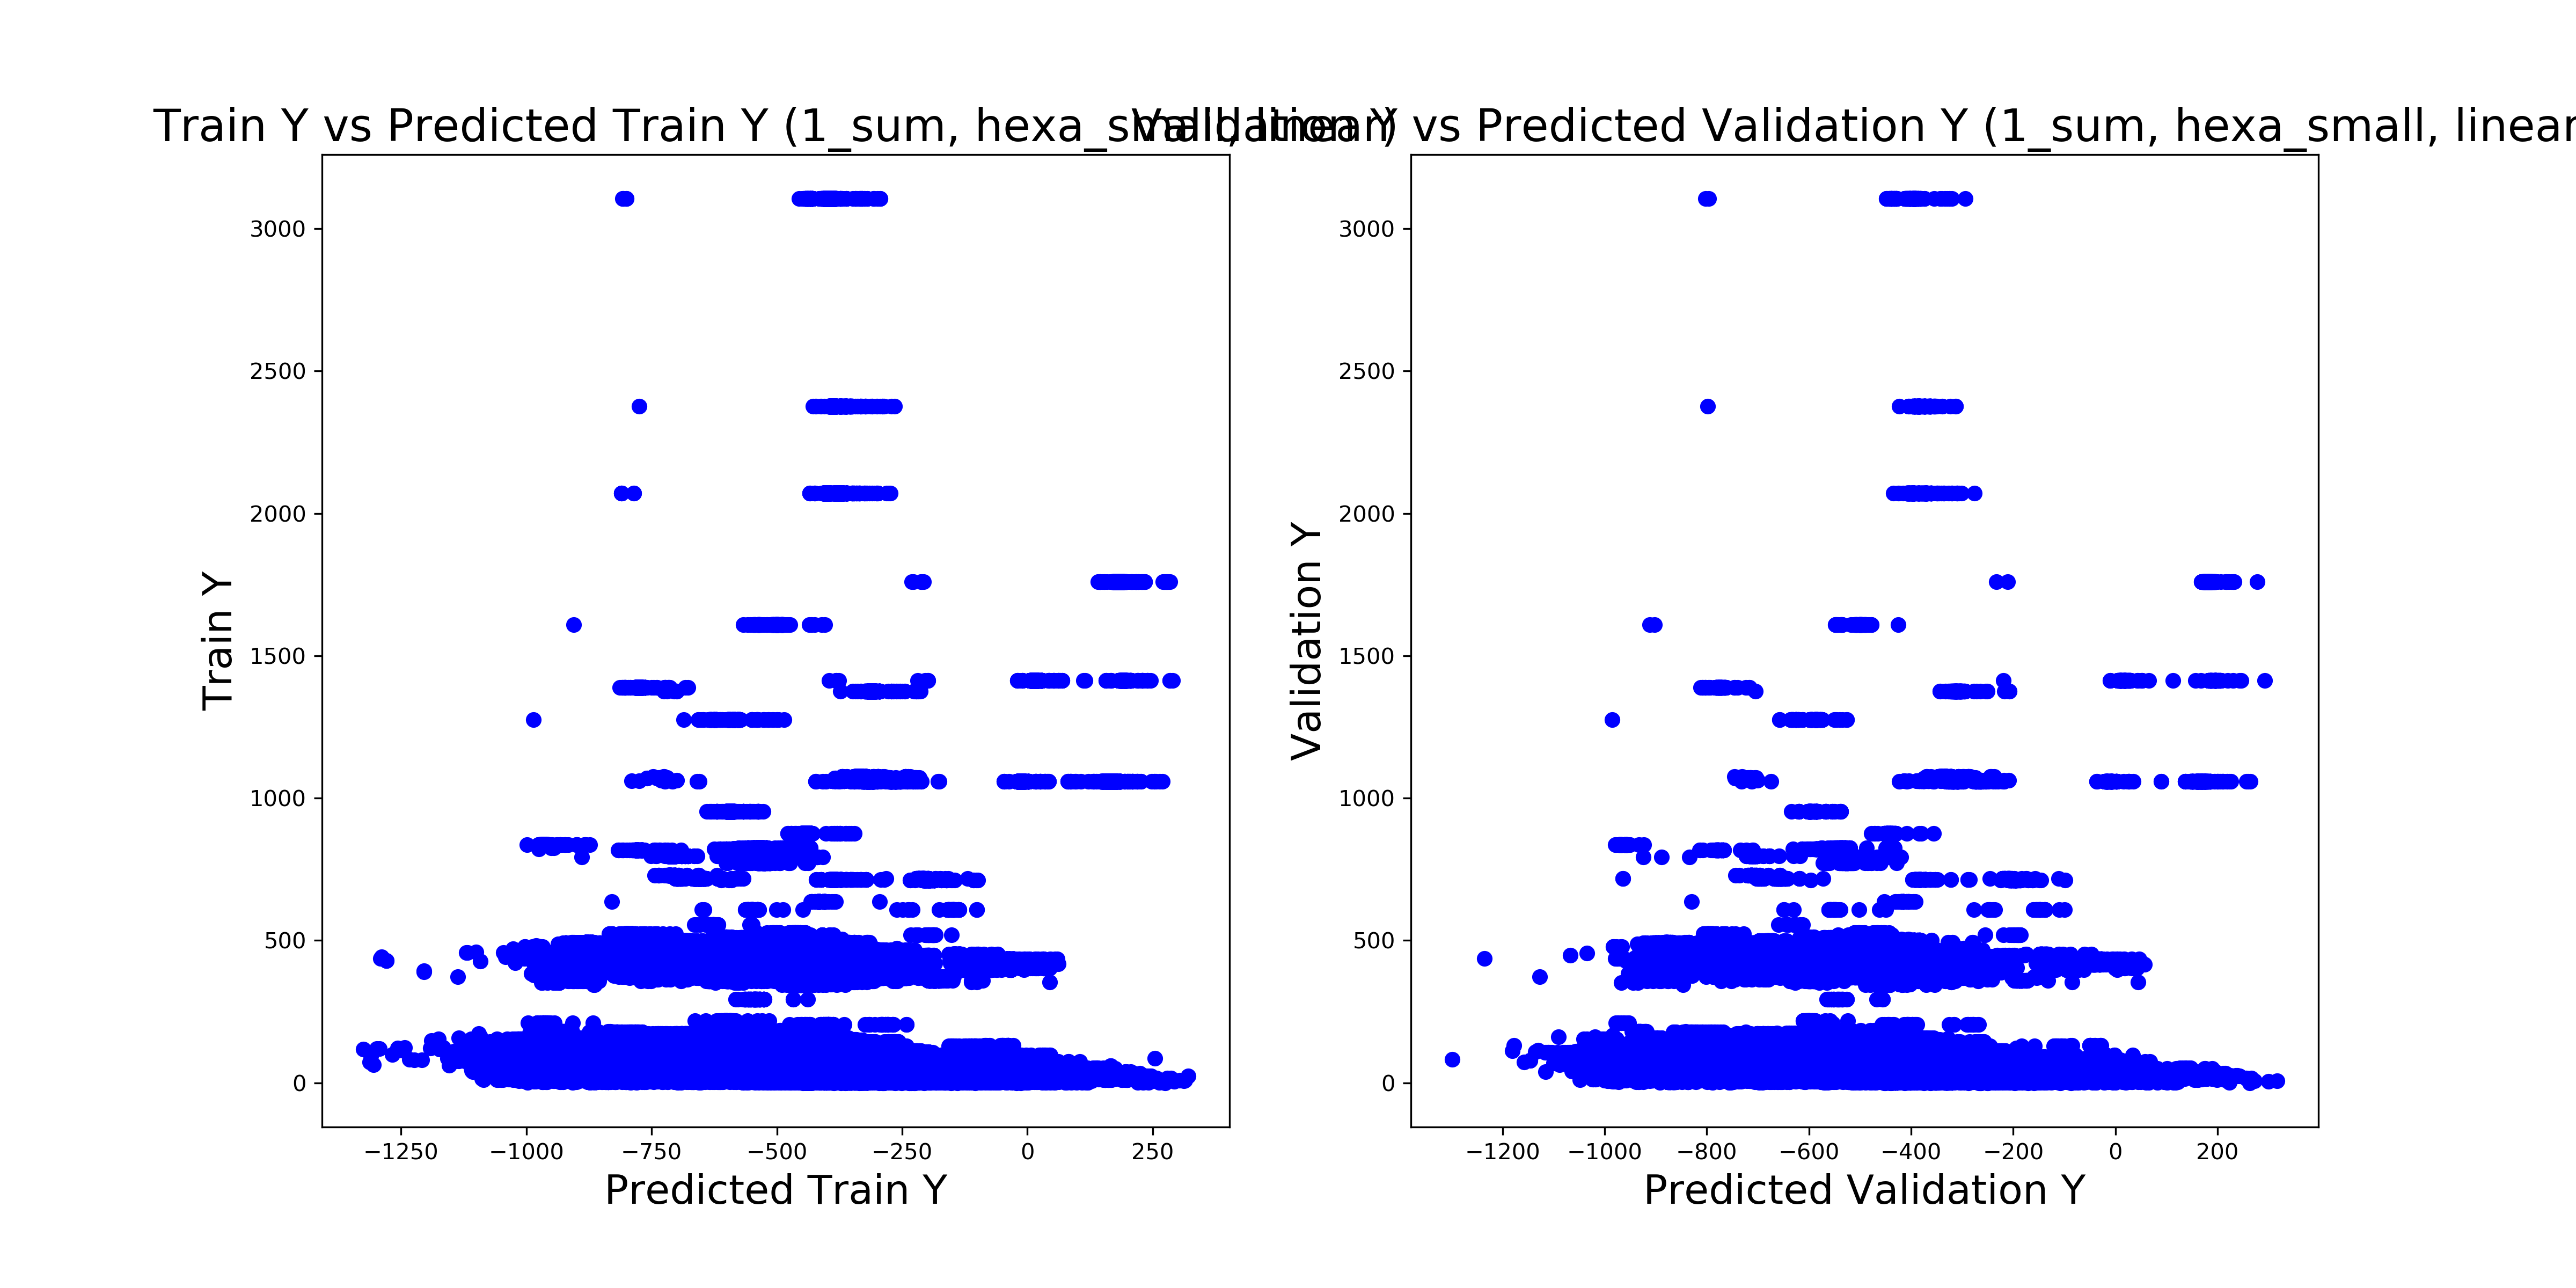 Train Y vs Predicted Train Y (1_sum, hexa_small, linear)
Validation Y vs Predicted Validation Y (1_sum, hexa_small, linear
Train Y
3000
2500
2000
1500
1000
500
0
−1250 −1000 −750 −500 −250 0 250
Predicted Train Y
Validation Y
3000
2500
2000
1500
1000
500
0
−1200 −1000 −800 −600 −400 −200 0 200
Predicted Validation Y